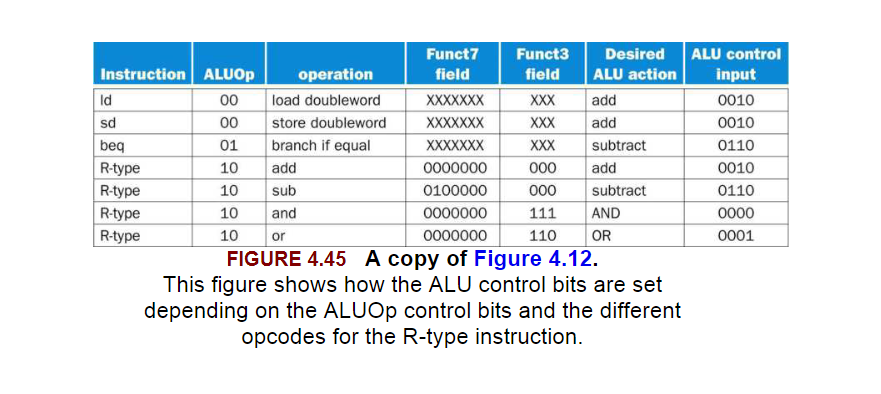 Instruction ALUOp operation Funct7 field Funct3 field Desired ALU action ALU control input
ld 00 load doubleword XXXXXXX XXX add 0010
sd 00 store doubleword XXXXXXX XXX add 0010
beq 01 branch if equal XXXXXXX XXX subtract 0110
R-type 10 add 0000000 000 add 0010
R-type 10 sub 0100000 000 subtract 0110
R-type 10 and 0000000 111 AND 0000
R-type 10 or 0000000 110 OR 0001
FIGURE 4.45 A copy of Figure 4.12.
This figure shows how the ALU control bits are set
depending on the ALUOp control bits and the different
opcodes for the R-type instruction.